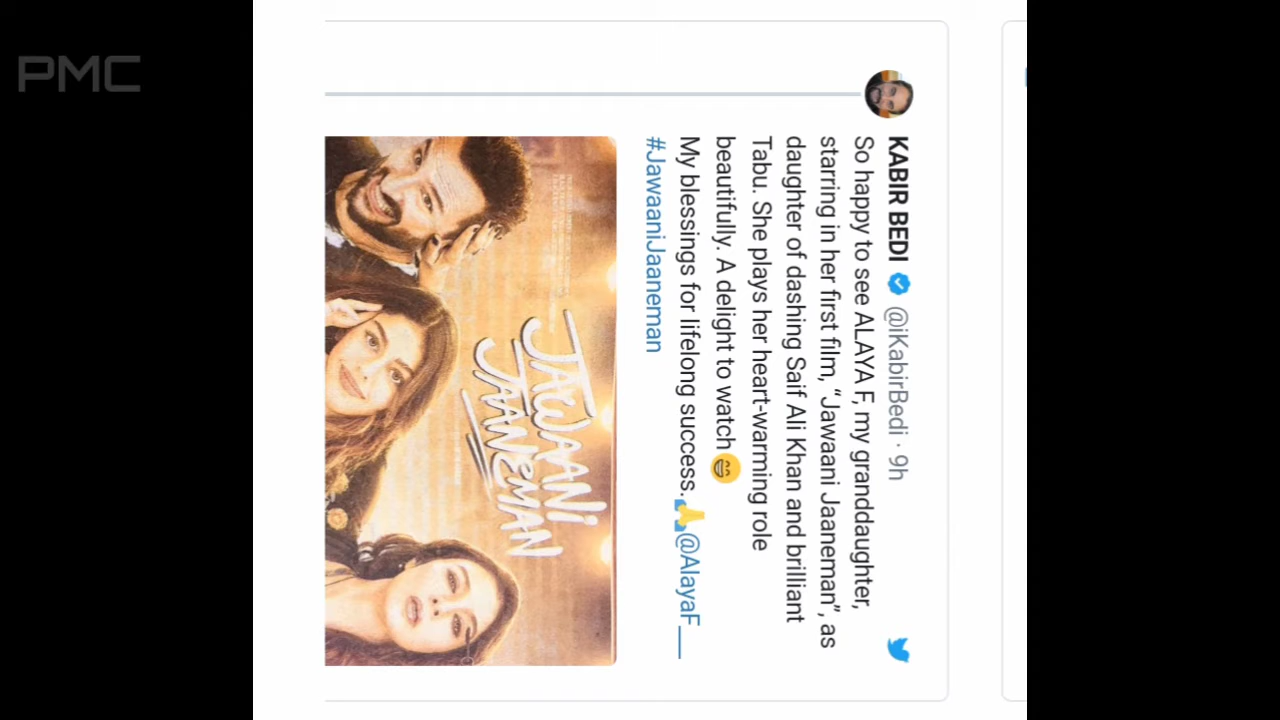 PMC
KABIR BEDI @iKabirBedi · 9h
So happy to see ALAYA F, my granddaughter,
starring in her first film, “Jawaani Jaaneman”, as
daughter of dashing Saif Ali Khan and brilliant
Tabu. She plays her heart-warming role
beautifully. A delight to watch😄
My blessings for lifelong success.🙏@AlayaF___
#JawaaniJaaneman
JAWAANI
JAANEMAN